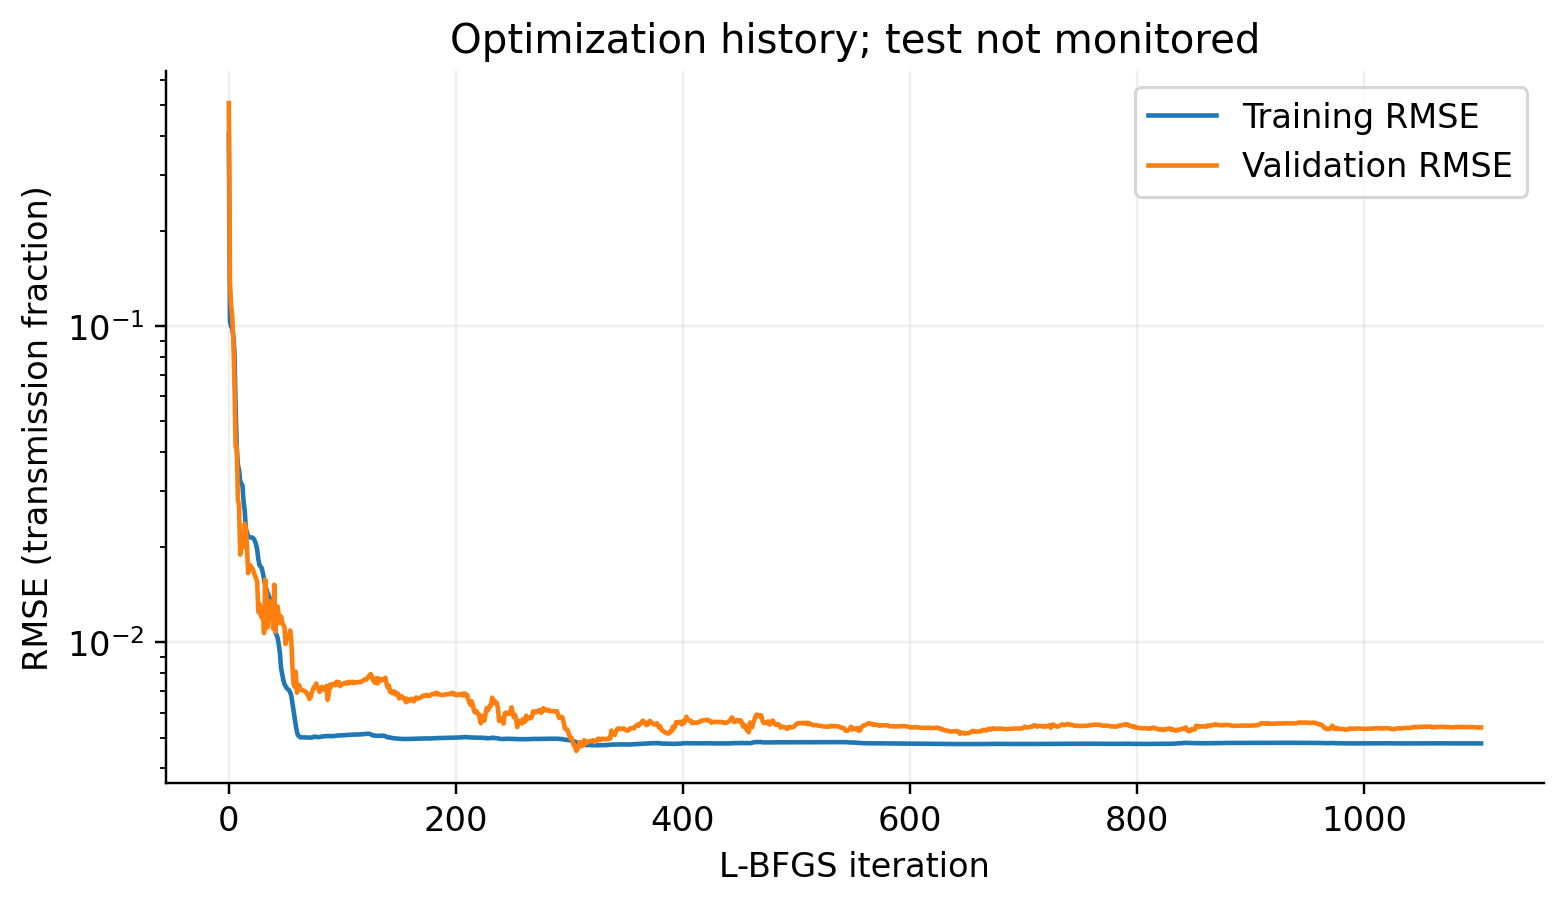 Optimization history; test not monitored
Training RMSE
Validation RMSE
RMSE (transmission fraction)
10⁻¹
10⁻²
0 200 400 600 800 1000
L-BFGS iteration